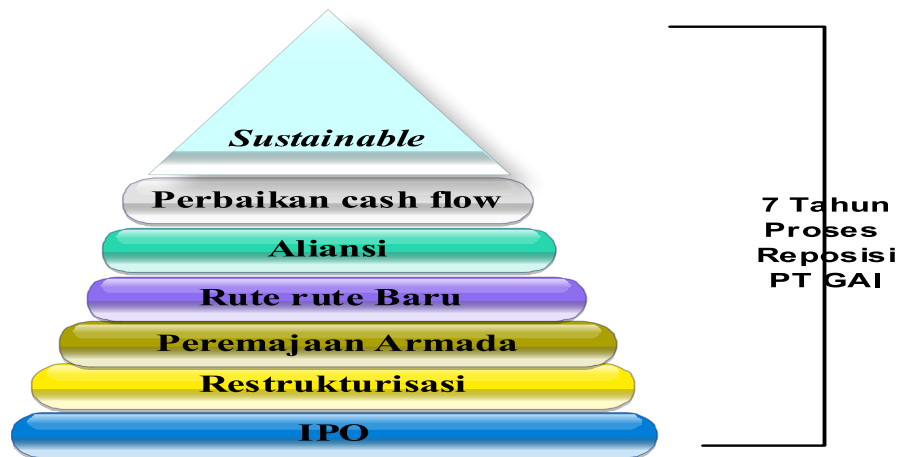 Sustainable
Perbaikan cash flow
Aliansi
Rute rute Baru
Peremajaan Armada
Restrukturisasi
IPO
7 Tahun
Proses
Reposisi
PT GAI